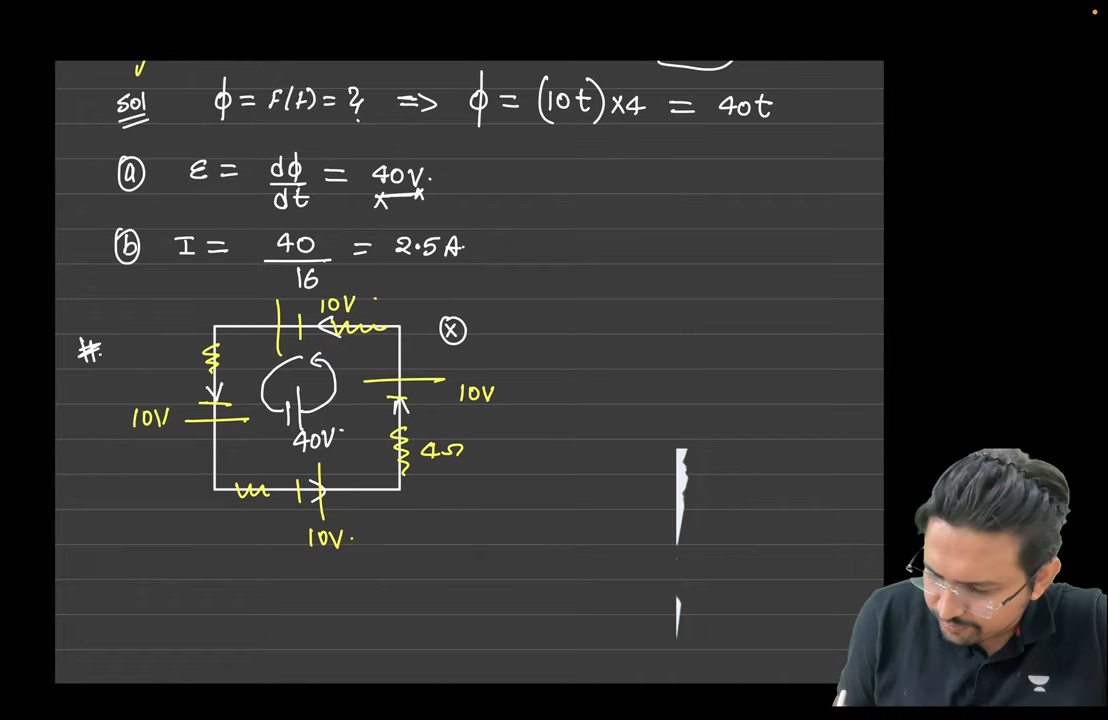 sol ϕ = f(t) = ? ⇒ ϕ = (10t)×4 = 40t
(a) ε = dϕ/dt = 40V.
(b) I = 40/16 = 2.5A
10V
#. (x)
10V
10V
40V
4Ω
10V.